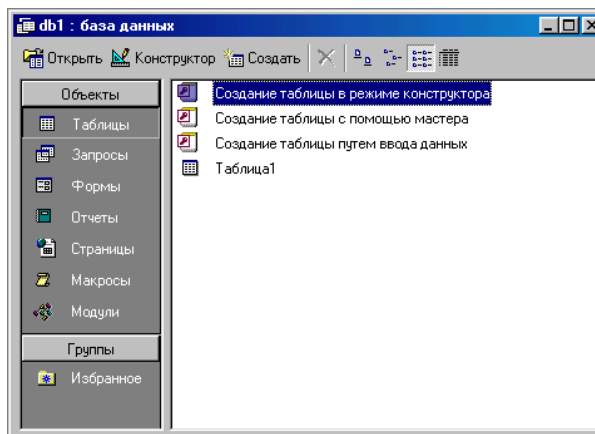 db1 : база данных
Открыть Конструктор Создать
Объекты
Таблицы
Запросы
Формы
Отчеты
Страницы
Макросы
Модули
Группы
Избранное
Создание таблицы в режиме конструктора
Создание таблицы с помощью мастера
Создание таблицы путем ввода данных
Таблица1